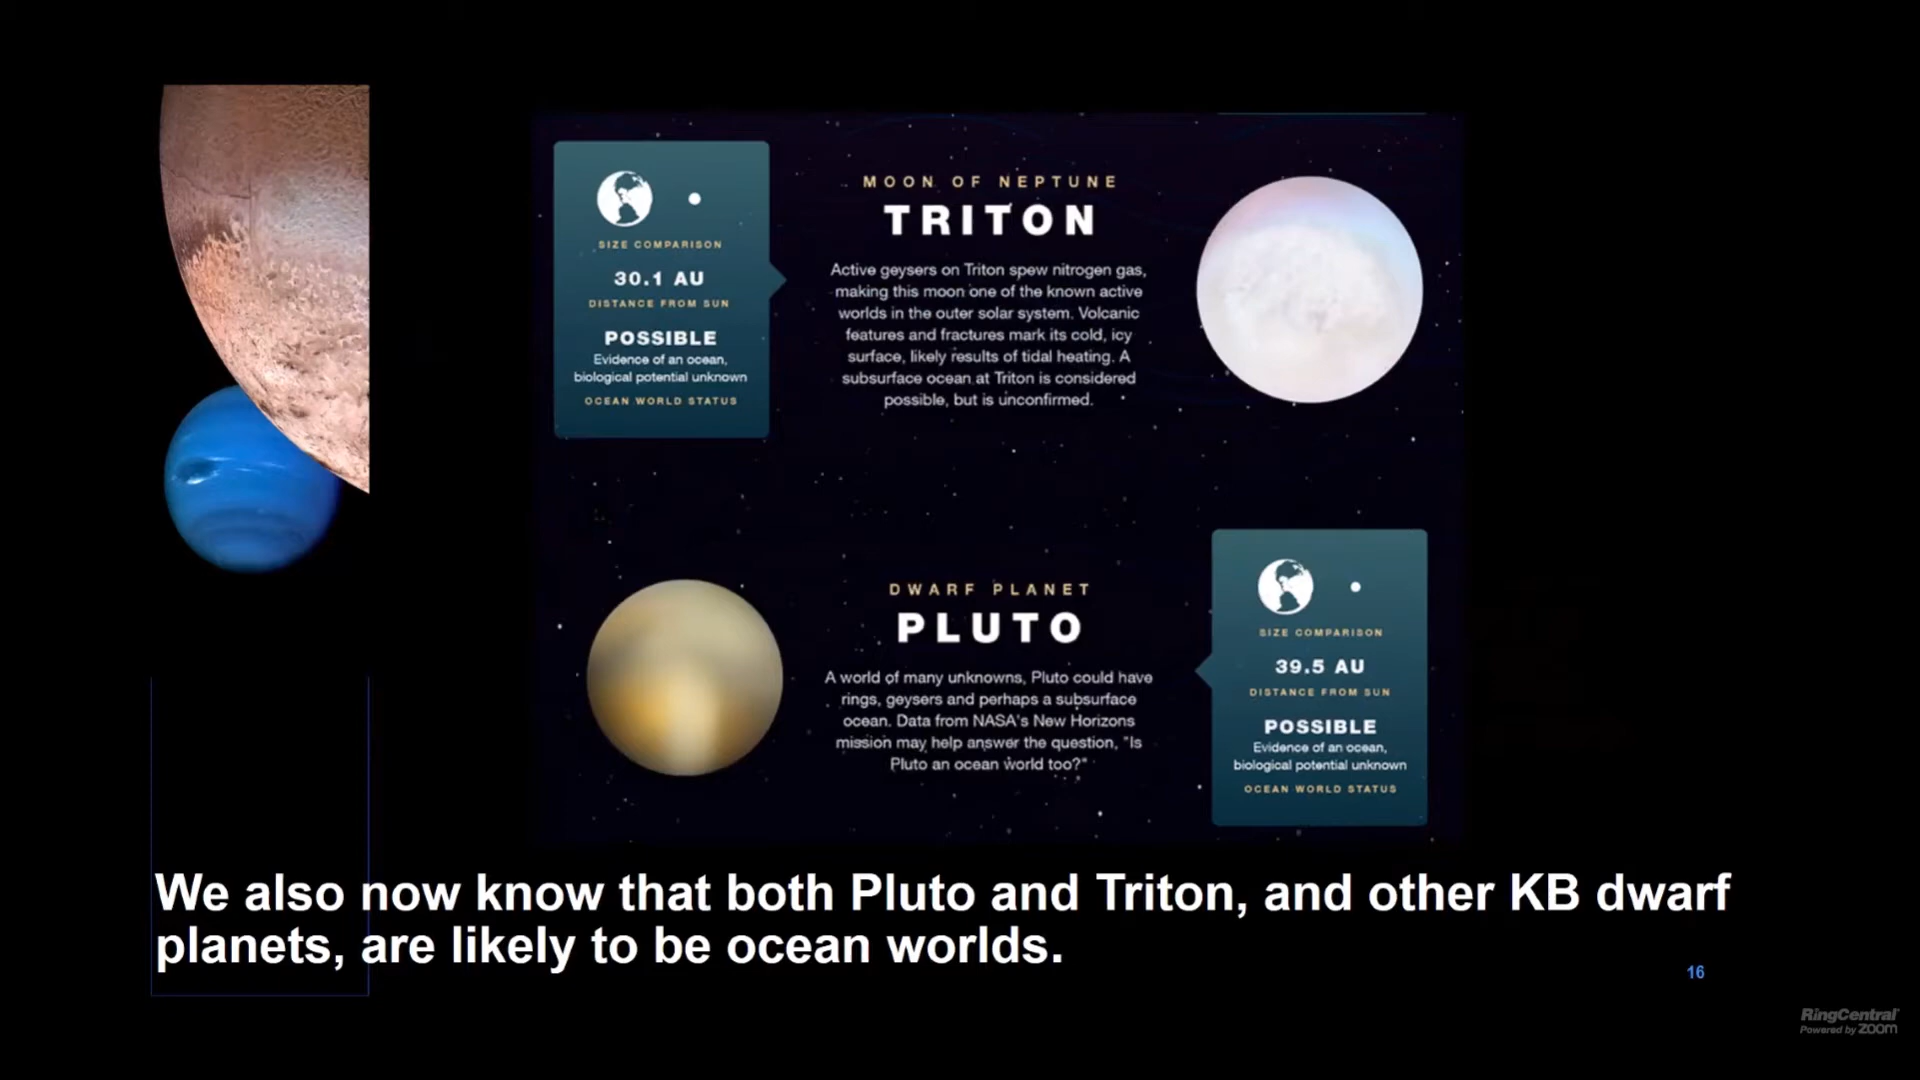 SIZE COMPARISON
30.1 AU
DISTANCE FROM SUN
POSSIBLE
Evidence of an ocean,
biological potential unknown
OCEAN WORLD STATUS
MOON OF NEPTUNE
TRITON
Active geysers on Triton spew nitrogen gas,
making this moon one of the known active
worlds in the outer solar system. Volcanic
features and fractures mark its cold, icy
surface, likely results of tidal heating. A
subsurface ocean at Triton is considered
possible, but is unconfirmed.
DWARF PLANET
PLUTO
A world of many unknowns, Pluto could have
rings, geysers and perhaps a subsurface
ocean. Data from NASA's New Horizons
mission may help answer the question, "Is
Pluto an ocean world too?"
SIZE COMPARISON
39.5 AU
DISTANCE FROM SUN
POSSIBLE
Evidence of an ocean,
biological potential unknown
OCEAN WORLD STATUS
We also now know that both Pluto and Triton, and other KB dwarf
planets, are likely to be ocean worlds.
16
RingCentral
Powered by zoom